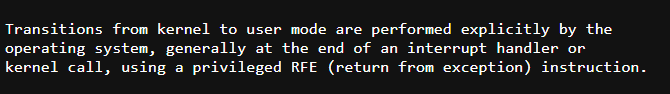 Transitions from kernel to user mode are performed explicitly by the
operating system, generally at the end of an interrupt handler or
kernel call, using a privileged RFE (return from exception) instruction.